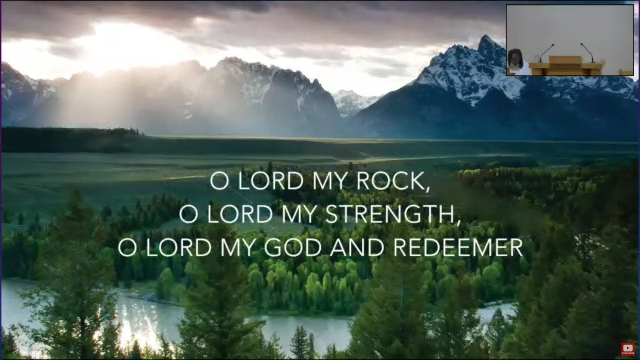 O LORD MY ROCK,
O LORD MY STRENGTH,
O LORD MY GOD AND REDEEMER